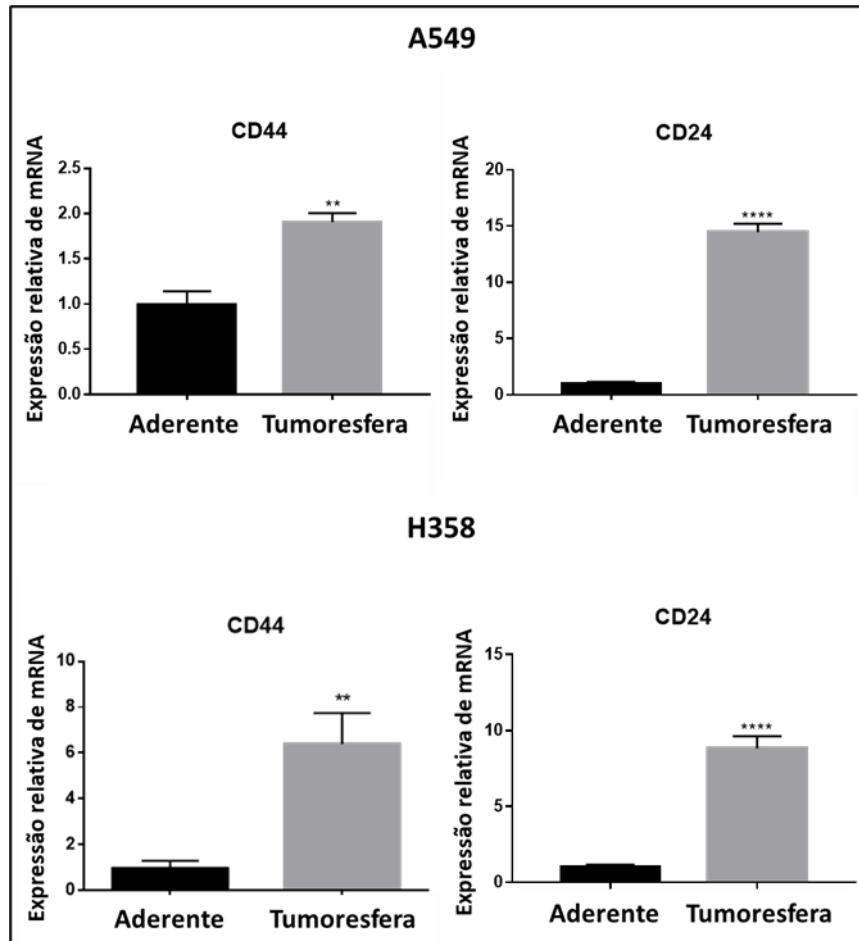 A549
CD44
Expressão relativa de mRNA
2.5
2.0
1.5
1.0
0.5
0.0
**
Aderente Tumoresfera
CD24
Expressão relativa de mRNA
20
15
10
5
0
****
Aderente Tumoresfera
H358
CD44
Expressão relativa de mRNA
10
8
6
4
2
0
**
Aderente Tumoresfera
CD24
Expressão relativa de mRNA
15
10
5
0
****
Aderente Tumoresfera